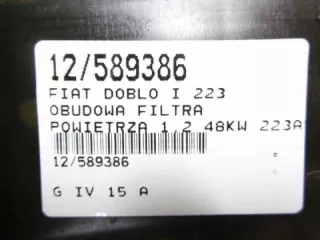 12/589386
FIAT DOBLO I 223
OBUDOWA FILTRA
POWIETRZA 1,2 48KW 223A
12/589386
G IV 15 A